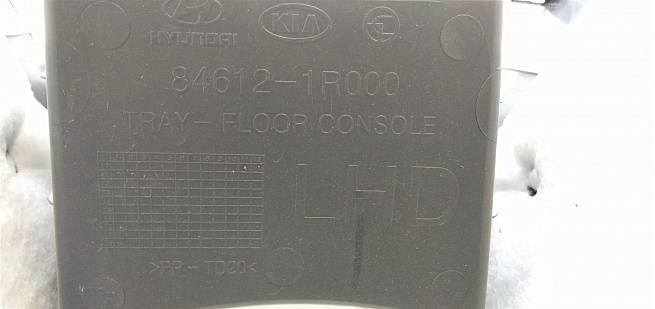 HYUNDAI KIA
84612-1R000
TRAY - FLOOR CONSOLE
LHD
>PP - TD20<